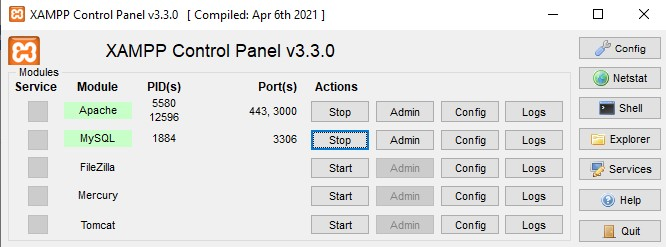 XAMPP Control Panel v3.3.0 [ Compiled: Apr 6th 2021 ]
XAMPP Control Panel v3.3.0
Config
Modules
Service Module PID(s) Port(s) Actions
Netstat
Apache 5580 12596 443, 3000 Stop Admin Config Logs
Shell
MySQL 1884 3306 Stop Admin Config Logs
Explorer
FileZilla Start Admin Config Logs
Services
Mercury Start Admin Config Logs
Help
Tomcat Start Admin Config Logs
Quit